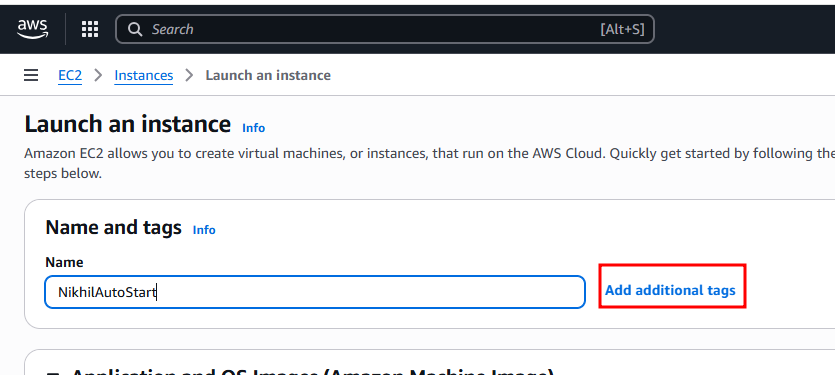 aws
Search [Alt+S]
EC2 > Instances > Launch an instance
Launch an instance Info
Amazon EC2 allows you to create virtual machines, or instances, that run on the AWS Cloud. Quickly get started by following the
steps below.
Name and tags Info
Name
NikhilAutoStart
Add additional tags
Application and OS Images (Amazon Machine Image)